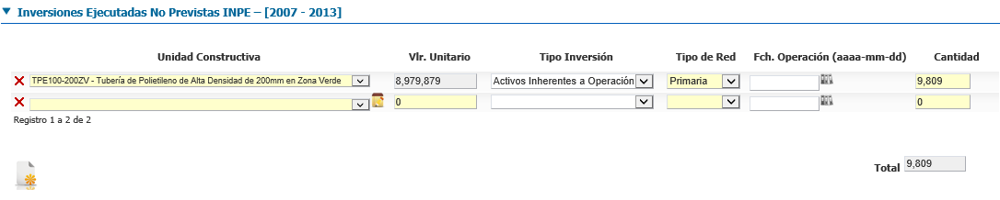 Inversiones Ejecutadas No Previstas INPE – [2007 - 2013]
Unidad Constructiva Vlr. Unitario Tipo Inversión Tipo de Red Fch. Operación (aaaa-mm-dd) Cantidad
TPE100-200ZV - Tubería de Polietileno de Alta Densidad de 200mm en Zona Verde 8,979,879 Activos Inherentes a Operación Primaria 9,809
0 0
Registro 1 a 2 de 2
Total 9,809